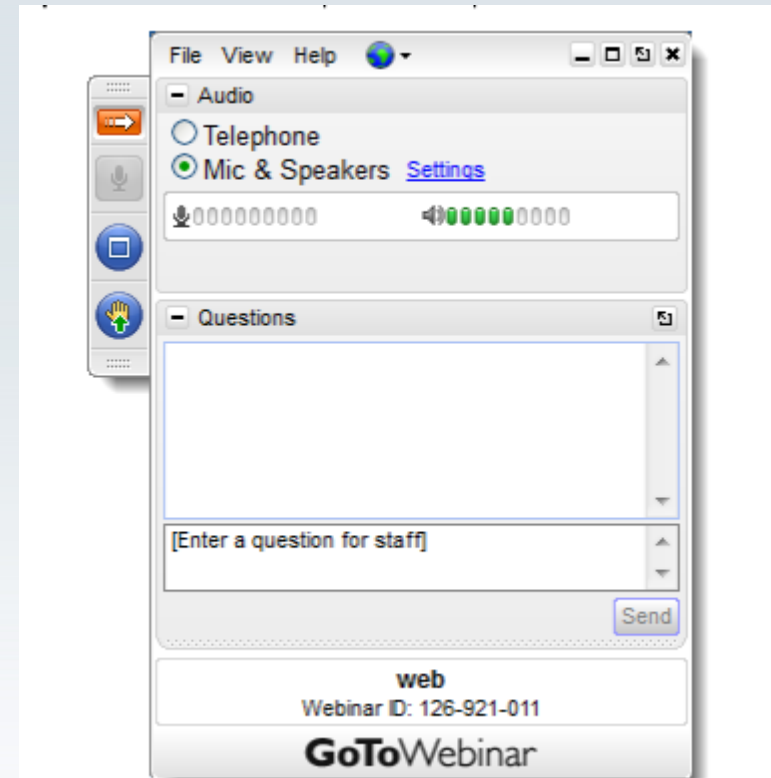 File View Help
Audio
Telephone
Mic & Speakers Settings
Questions
[Enter a question for staff]
Send
web
Webinar ID: 126-921-011
GoToWebinar